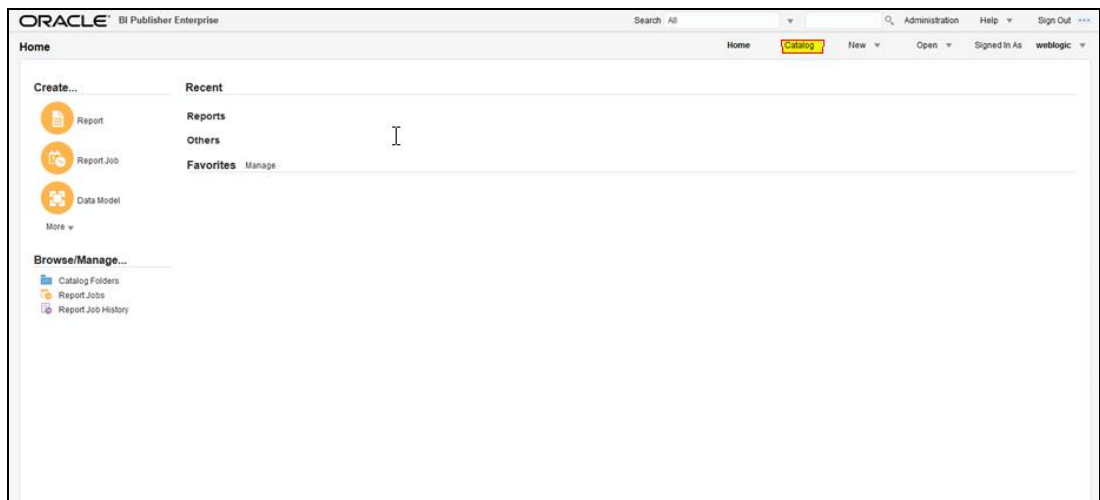 ORACLE BI Publisher Enterprise Search All Administration Help Sign Out
Home Home Catalog New Open Signed In As weblogic
Create...
Report
Report Job
Data Model
More
Browse/Manage...
Catalog Folders
Report Jobs
Report Job History
Recent
Reports
Others
Favorites Manage